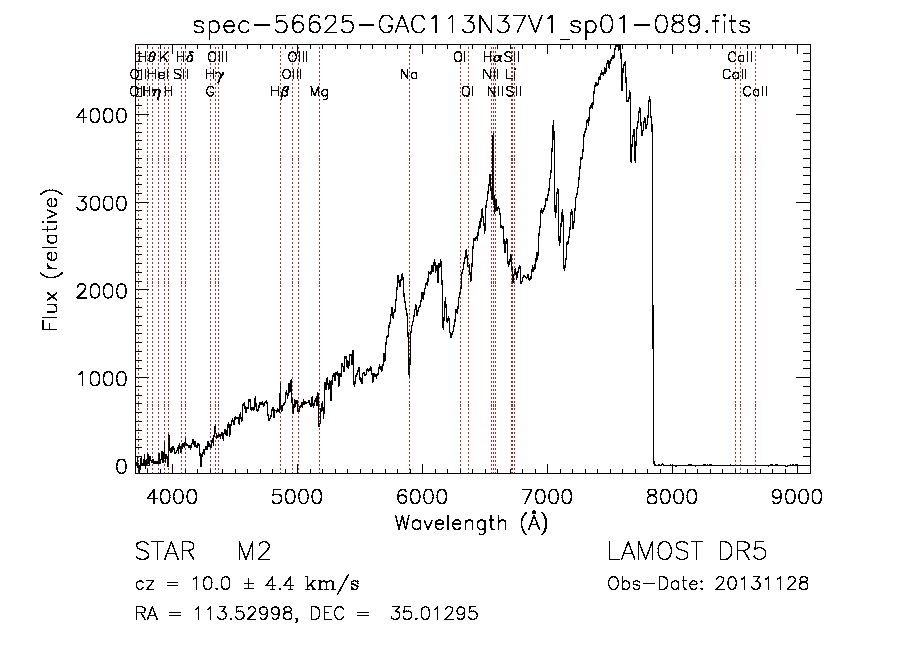 spec-56625-GAC113N37V1_sp01-089.fits
Hθ K Hδ OIII OIII OI Hα SII CaII
OII HeI SII Hγ OIII Na NII Li CaII
OII Hη H G Hβ Mg OI NII SII CaII
4000
3000
2000
1000
0
Flux (relative)
4000 5000 6000 7000 8000 9000
Wavelength (Å)
STAR M2 LAMOST DR5
cz = 10.0 ± 4.4 km/s Obs-Date: 20131128
RA = 113.52998, DEC = 35.01295